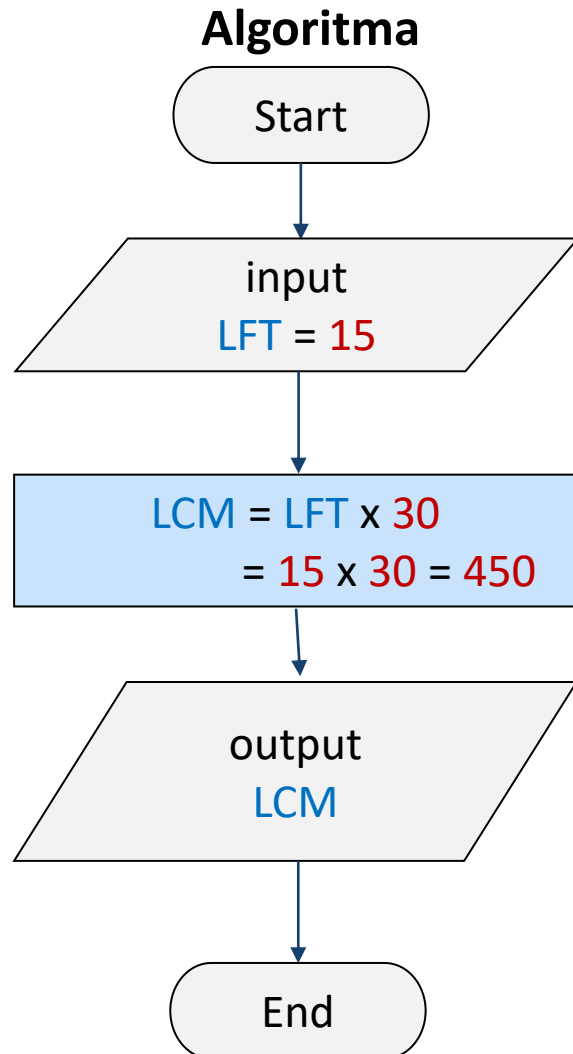 Algoritma
Start
input
LFT = 15
LCM = LFT x 30
= 15 x 30 = 450
output
LCM
End